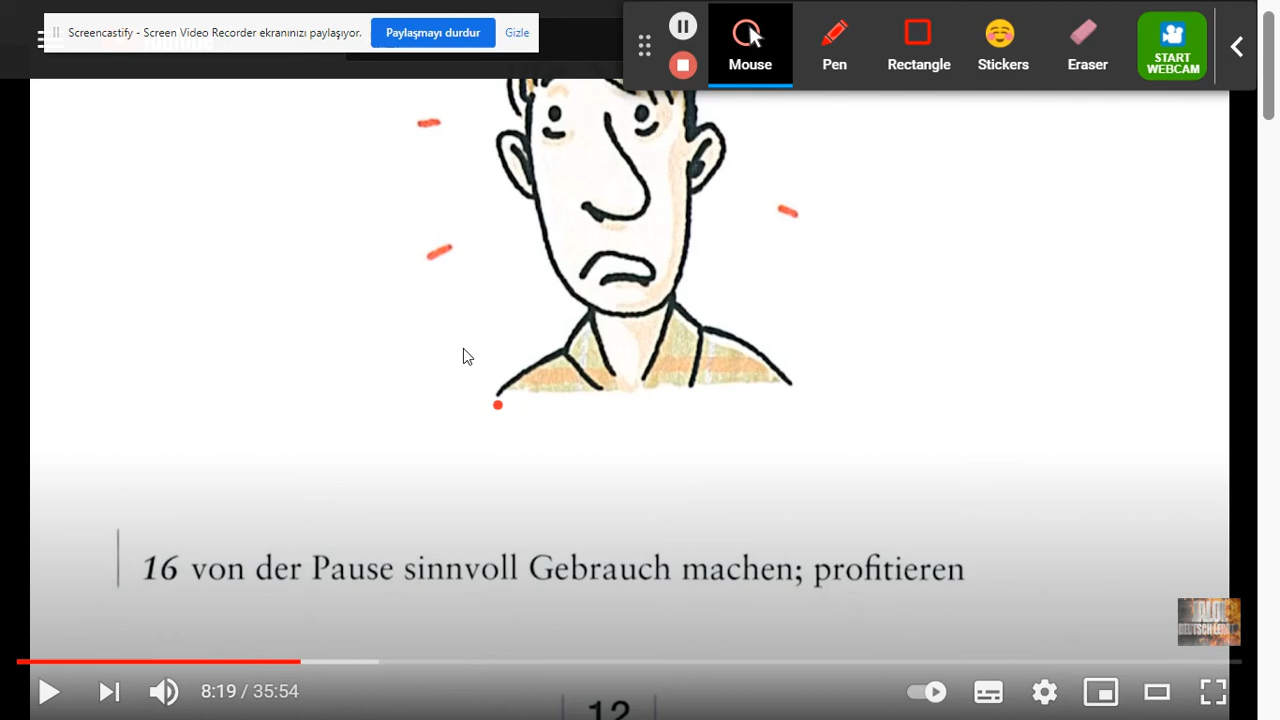 Screencastify - Screen Video Recorder ekranınızı paylaşıyor. Paylaşmayı durdur Gizle
Mouse Pen Rectangle Stickers Eraser START
WEBCAM
16 von der Pause sinnvoll Gebrauch machen; profitieren
8:19 / 35:54
12